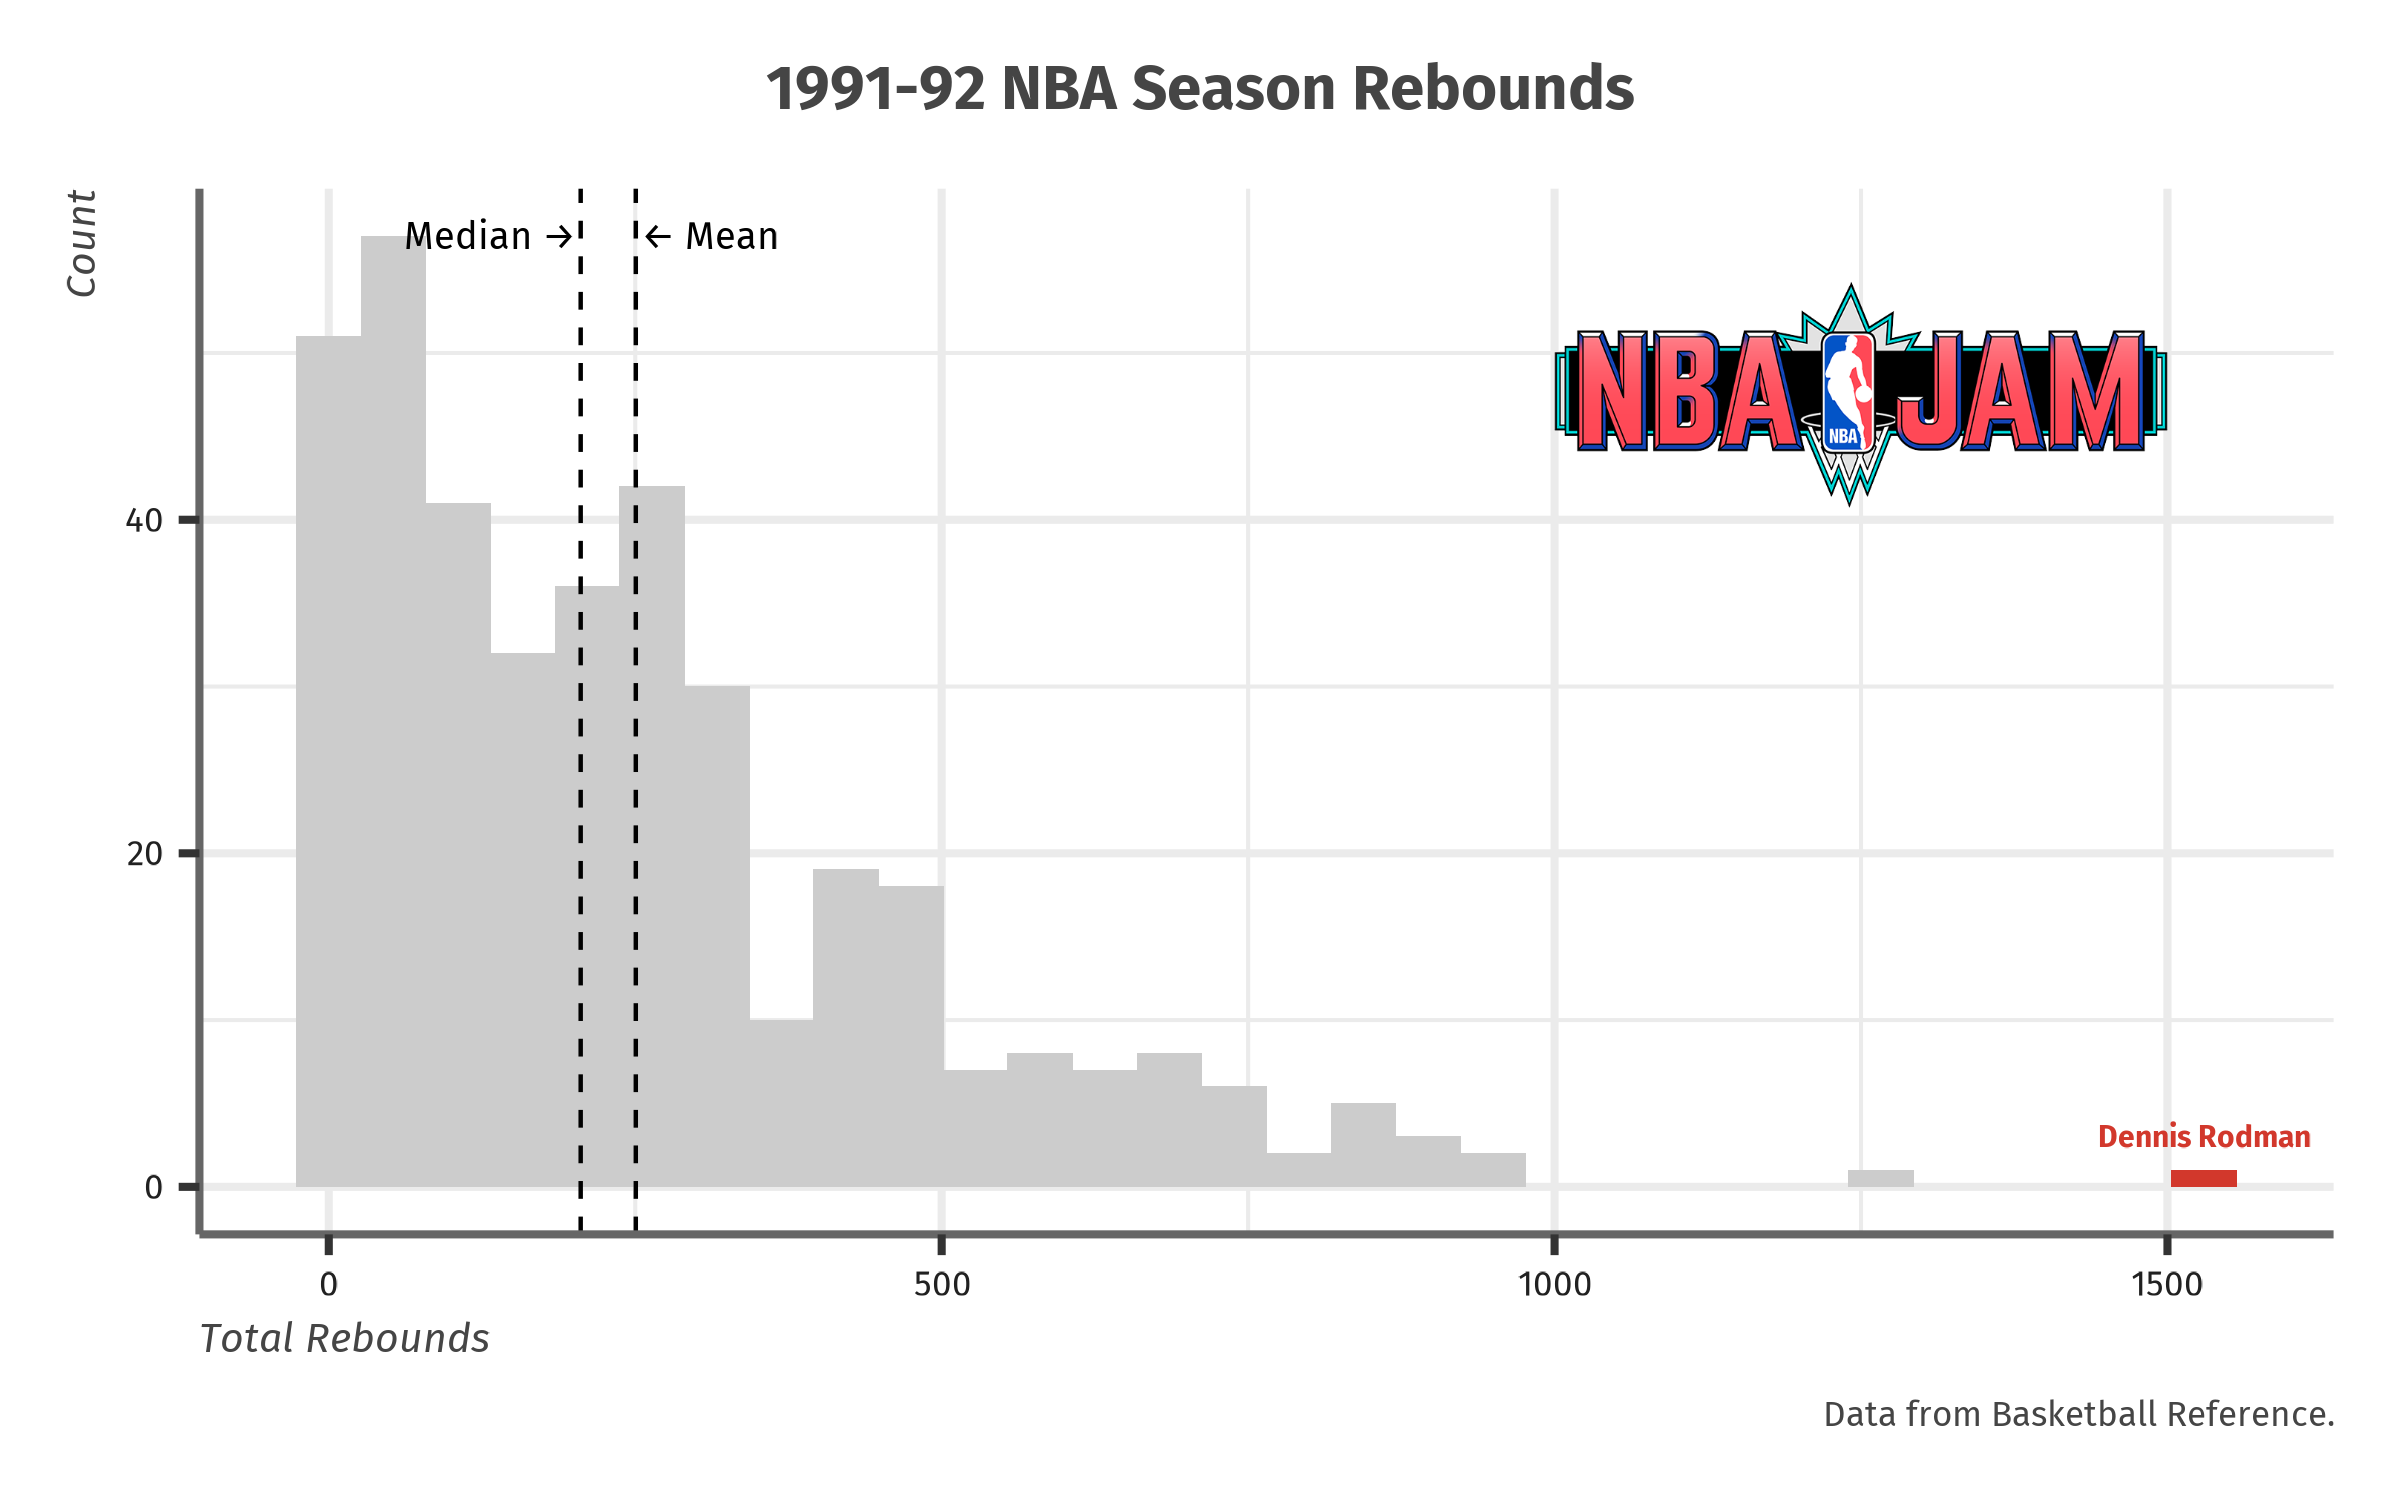 1991-92 NBA Season Rebounds
Count
Median → ← Mean
NBA JAM
NBA
40
20
Dennis Rodman
0
0 500 1000 1500
Total Rebounds
Data from Basketball Reference.